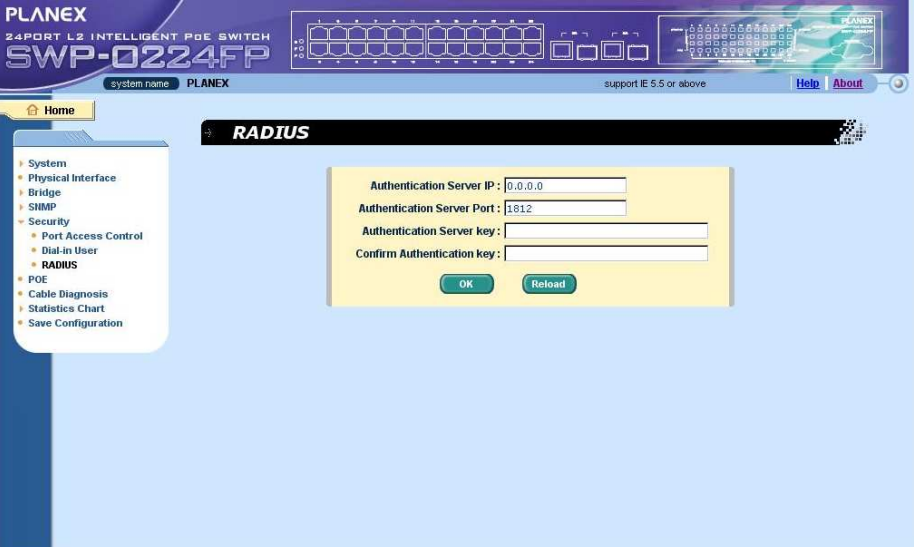 PLANEX
24PORT L2 INTELLIGENT POE SWITCH
SWP-0224FP
PLANEX
system name PLANEX
support IE 5.5 or above
Help About
Home
RADIUS
System
Physical Interface
Bridge
SNMP
Security
Port Access Control
Dial-in User
RADIUS
POE
Cable Diagnosis
Statistics Chart
Save Configuration
Authentication Server IP : 0.0.0.0
Authentication Server Port : 1812
Authentication Server key :
Confirm Authentication key :
OK Reload